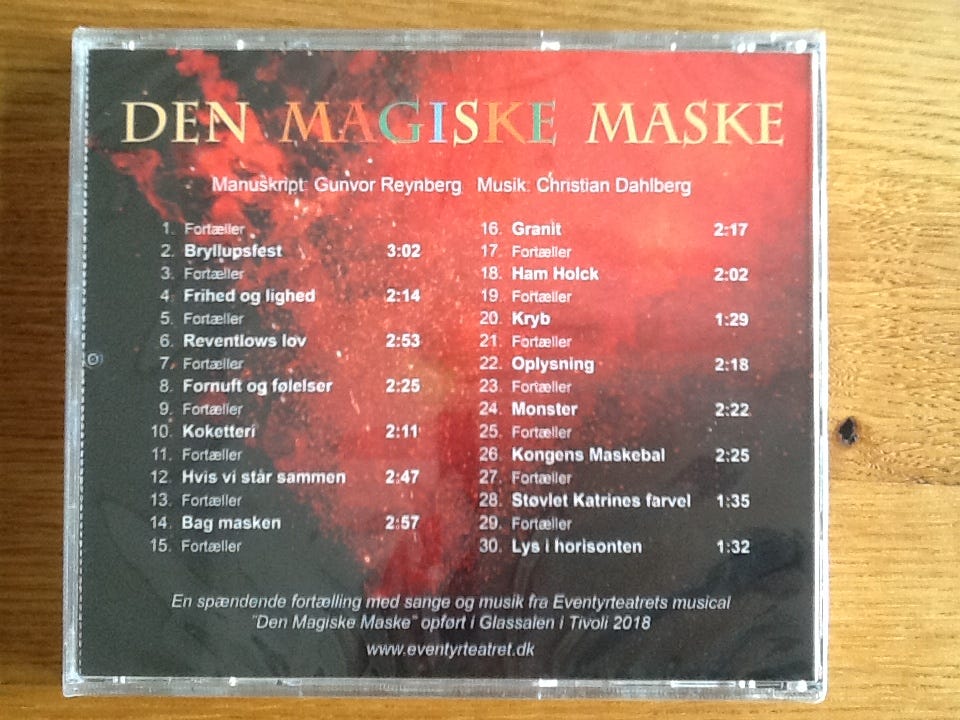 DEN MAGISKE MASKE
Manuskript: Gunvor Reynberg Musik: Christian Dahlberg
1. Fortæller
2. Bryllupsfest 3:02
3. Fortæller
4. Frihed og lighed 2:14
5. Fortæller
6. Reventlows lov 2:53
7. Fortæller
8. Fornuft og følelser 2:25
9. Fortæller
10. Koketteri 2:11
11. Fortæller
12. Hvis vi står sammen 2:47
13. Fortæller
14. Bag masken 2:57
15. Fortæller
16. Granit 2:17
17. Fortæller
18. Ham Holck 2:02
19. Fortæller
20. Kryb 1:29
21. Fortæller
22. Oplysning 2:18
23. Fortæller
24. Monster 2:22
25. Fortæller
26. Kongens Maskebal 2:25
27. Fortæller
28. Støvlet Katrines farvel 1:35
29. Fortæller
30. Lys i horisonten 1:32
En spændende fortælling med sange og musik fra Eventyrteatrets musical
"Den Magiske Maske" opført i Glassalen i Tivoli 2018
www.eventyrteatret.dk